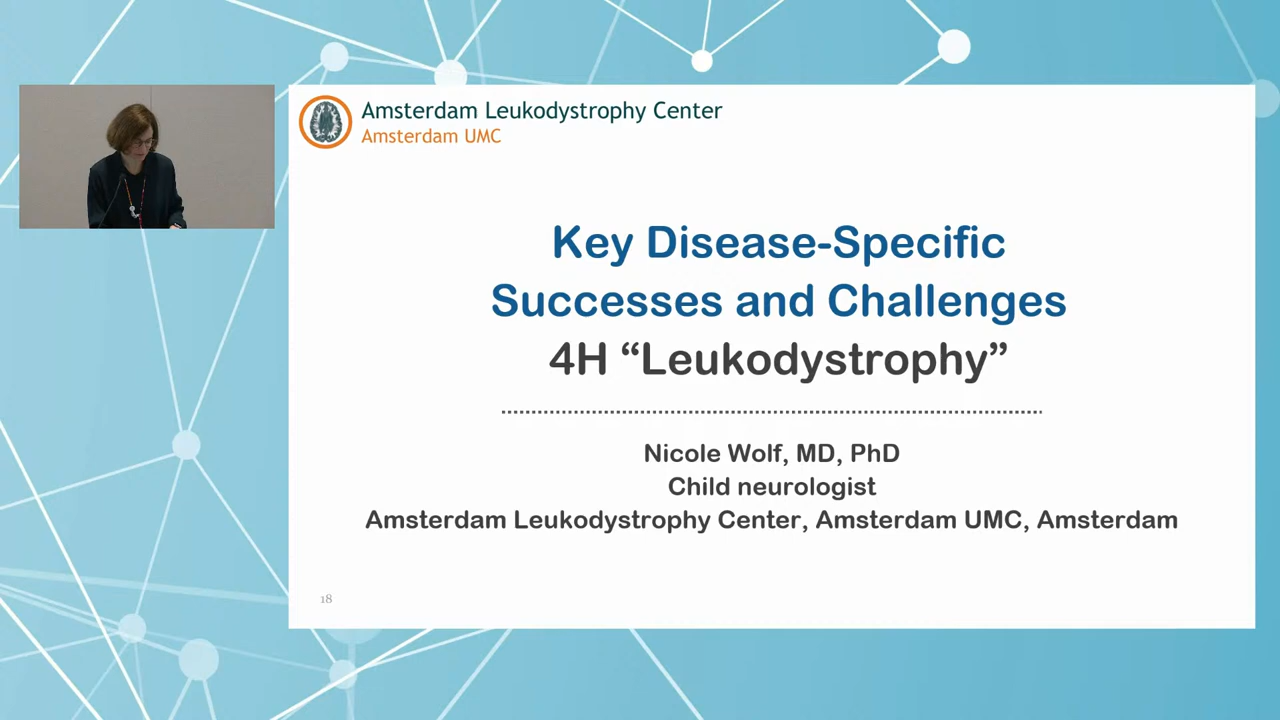 Amsterdam Leukodystrophy Center
Amsterdam UMC
Key Disease-Specific
Successes and Challenges
4H “Leukodystrophy”
Nicole Wolf, MD, PhD
Child neurologist
Amsterdam Leukodystrophy Center, Amsterdam UMC, Amsterdam
18